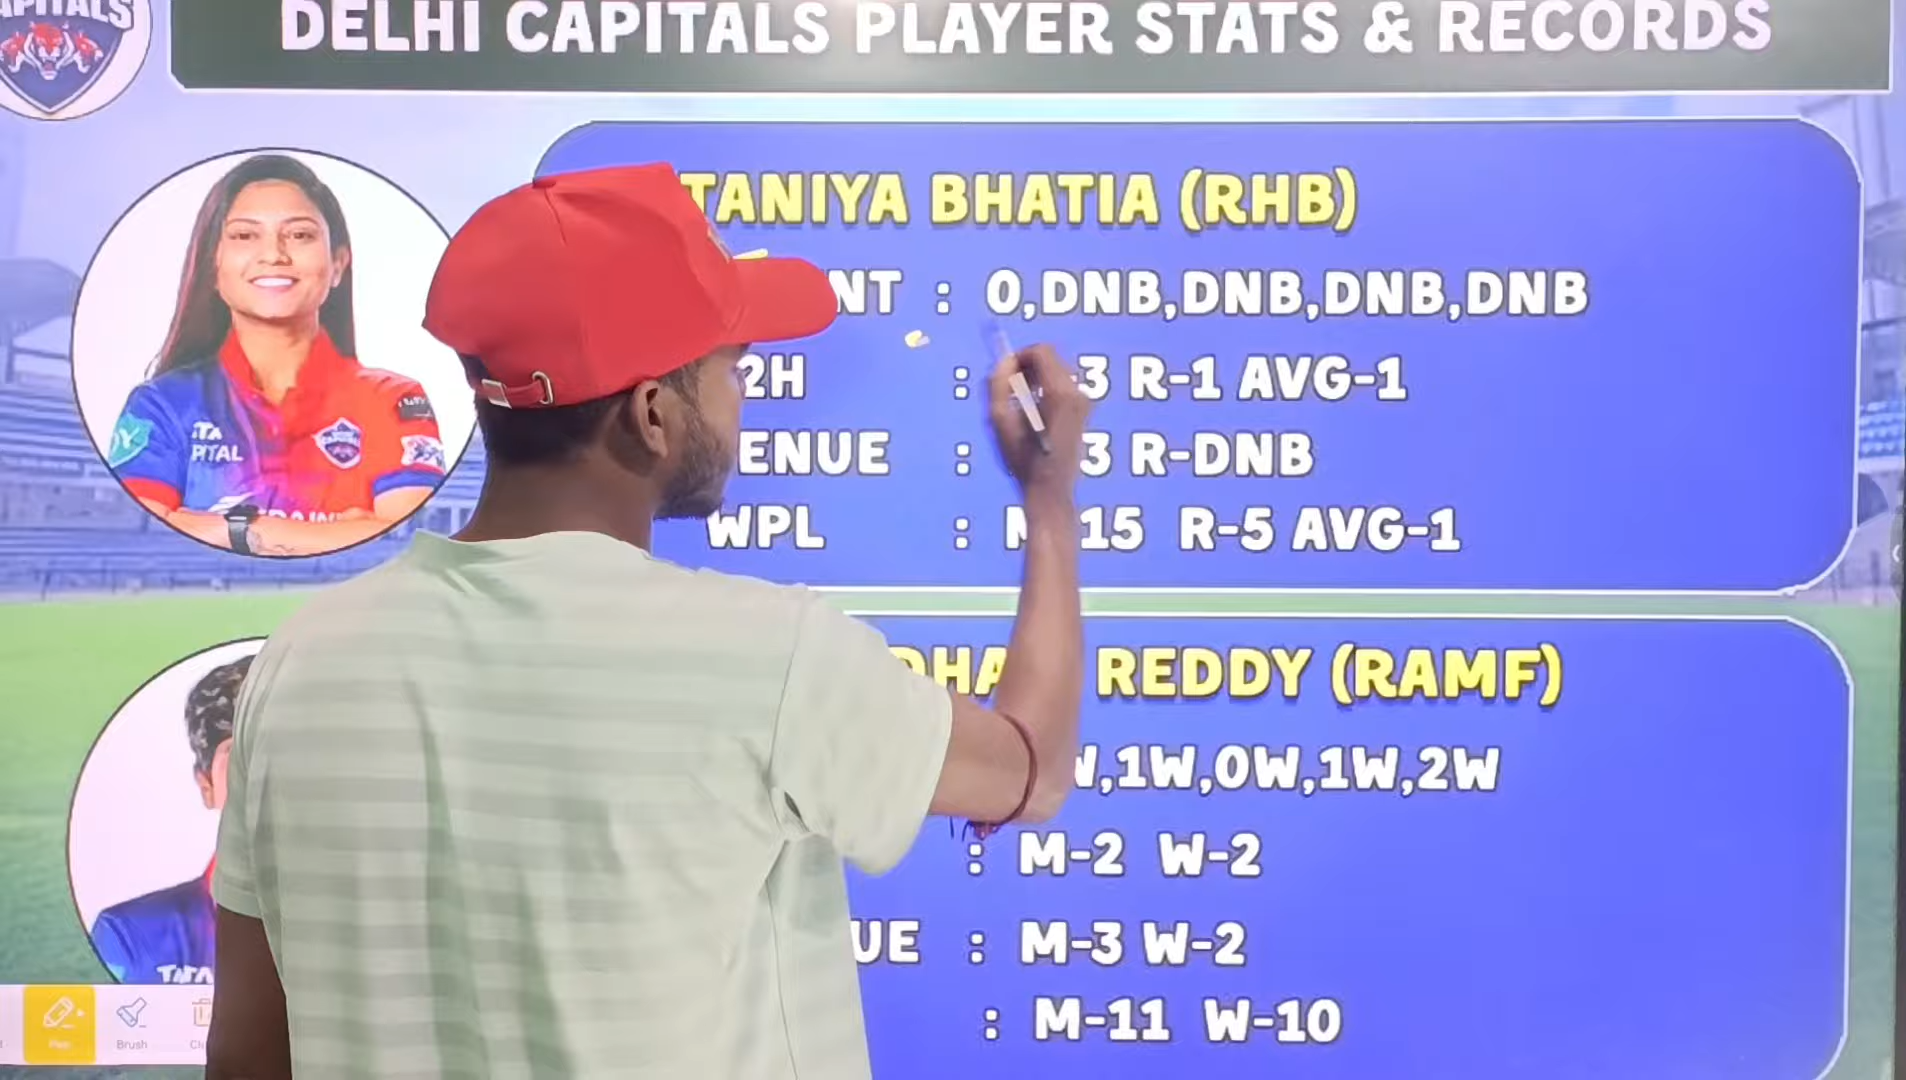 CAPITALS
DELHI CAPITALS PLAYER STATS & RECORDS
TANIYA BHATIA (RHB)
NT : 0,DNB,DNB,DNB,DNB
2H : -3 R-1 AVG-1
ENUE : 3 R-DNB
WPL : M 15 R-5 AVG-1
REDDY (RAMF)
W,1W,0W,1W,2W
: M-2 W-2
UE : M-3 W-2
: M-11 W-10
TATA
Pen
Brush